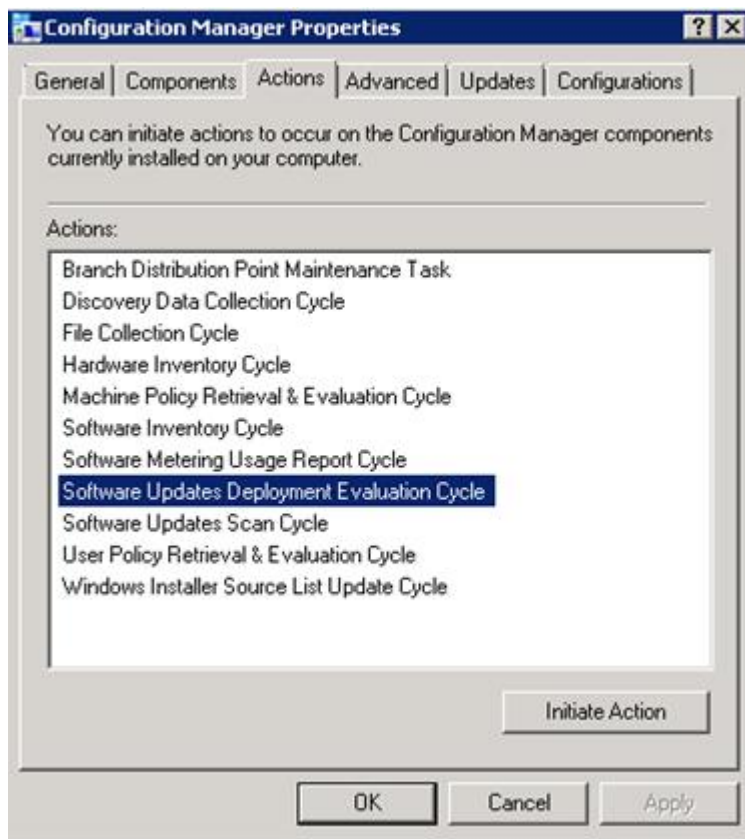 Configuration Manager Properties
General Components Actions Advanced Updates Configurations
You can initiate actions to occur on the Configuration Manager components
currently installed on your computer.
Actions:
Branch Distribution Point Maintenance Task
Discovery Data Collection Cycle
File Collection Cycle
Hardware Inventory Cycle
Machine Policy Retrieval & Evaluation Cycle
Software Inventory Cycle
Software Metering Usage Report Cycle
Software Updates Deployment Evaluation Cycle
Software Updates Scan Cycle
User Policy Retrieval & Evaluation Cycle
Windows Installer Source List Update Cycle
Initiate Action
OK Cancel Apply